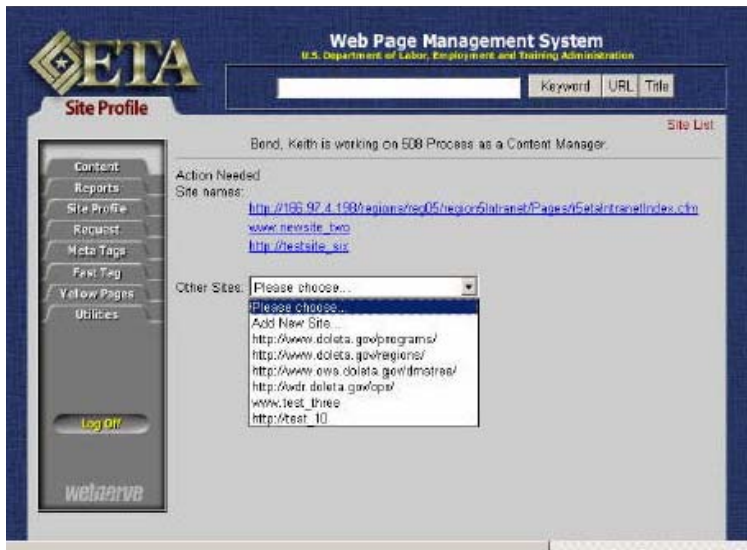 ETA
Web Page Management System
U.S. Department of Labor, Employment and Training Administration
Keyword URL Title
Site Profile
Site List
Bond, Keith is working on 508 Process as a Content Manager.
Content
Reports
Site Profile
Request
Meta Tags
Fast Tag
Yellow Pages
Utilities
Log Off
webnerve
Action Needed
Site names:
http://166.97.4.198/regions/reg05/region5intranet/Pages/r5etaIntranetIndex.cfm
www.newsite_two
http://testsite_six
Other Sites: Please choose...
Please choose...
Add New Site...
http://www.doleta.gov/programs/
http://www.doleta.gov/regions/
http://www.ows.doleta.gov/dmstree/
http://wdr.doleta.gov/ops/
www.test_three
http://test_10